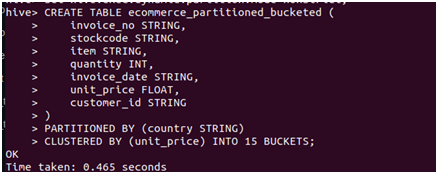 hive> CREATE TABLE ecommerce_partitioned_bucketed (
    >     invoice_no STRING,
    >     stockcode STRING,
    >     item STRING,
    >     quantity INT,
    >     invoice_date STRING,
    >     unit_price FLOAT,
    >     customer_id STRING
    > )
    > PARTITIONED BY (country STRING)
    > CLUSTERED BY (unit_price) INTO 15 BUCKETS;
OK
Time taken: 0.465 seconds